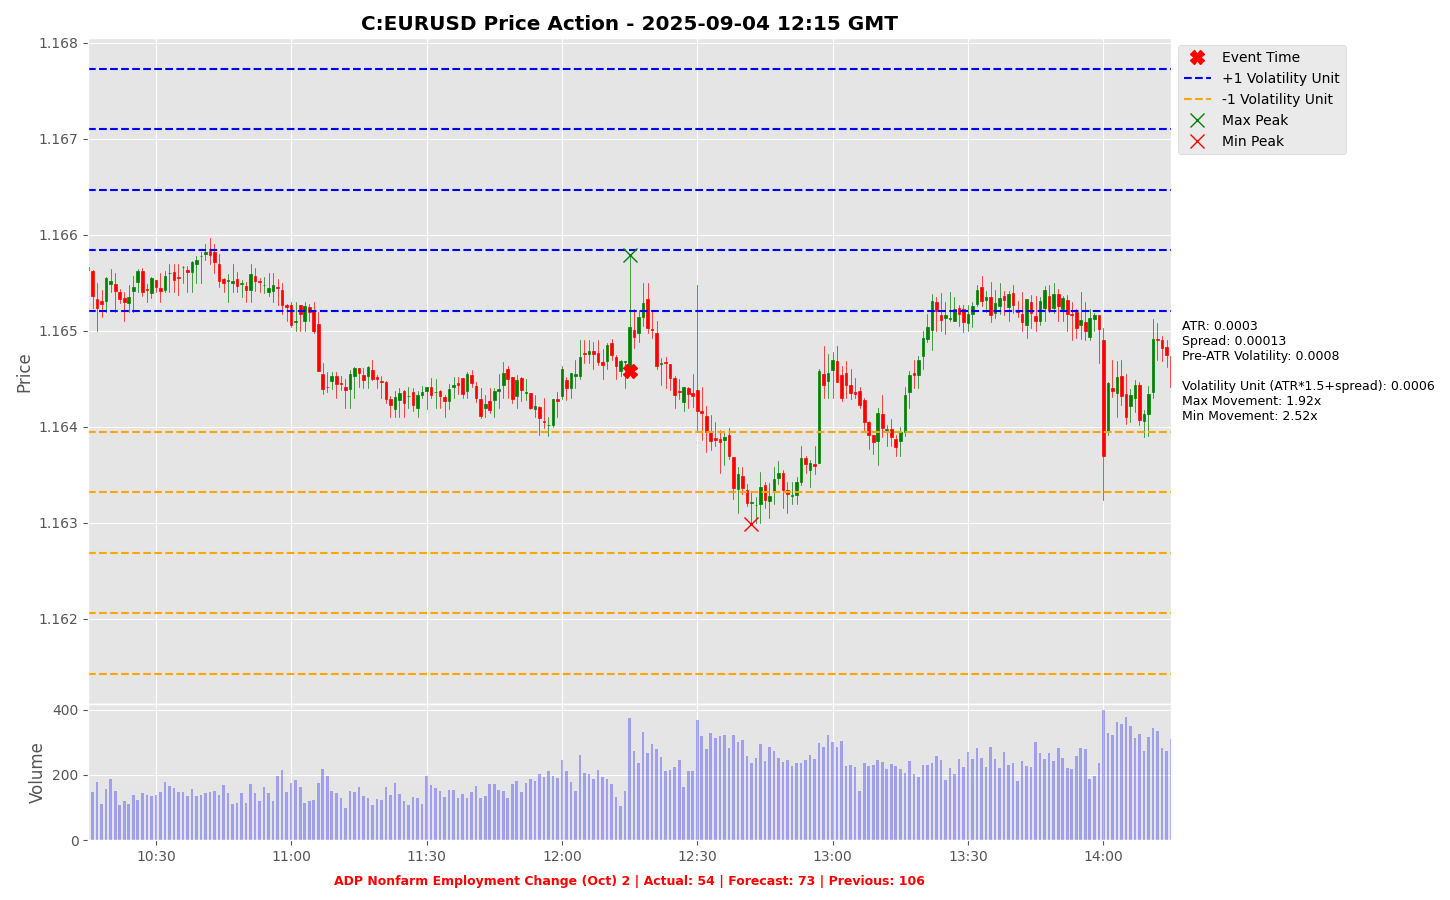 C:EURUSD Price Action - 2025-09-04 12:15 GMT
Event Time
+1 Volatility Unit
-1 Volatility Unit
Max Peak
Min Peak
1.168
1.167
1.166
1.165
1.164
1.163
1.162
Price
ATR: 0.0003
Spread: 0.00013
Pre-ATR Volatility: 0.0008
Volatility Unit (ATR*1.5+spread): 0.0006
Max Movement: 1.92x
Min Movement: 2.52x
400
200
0
Volume
10:30 11:00 11:30 12:00 12:30 13:00 13:30 14:00
ADP Nonfarm Employment Change (Oct) 2 | Actual: 54 | Forecast: 73 | Previous: 106